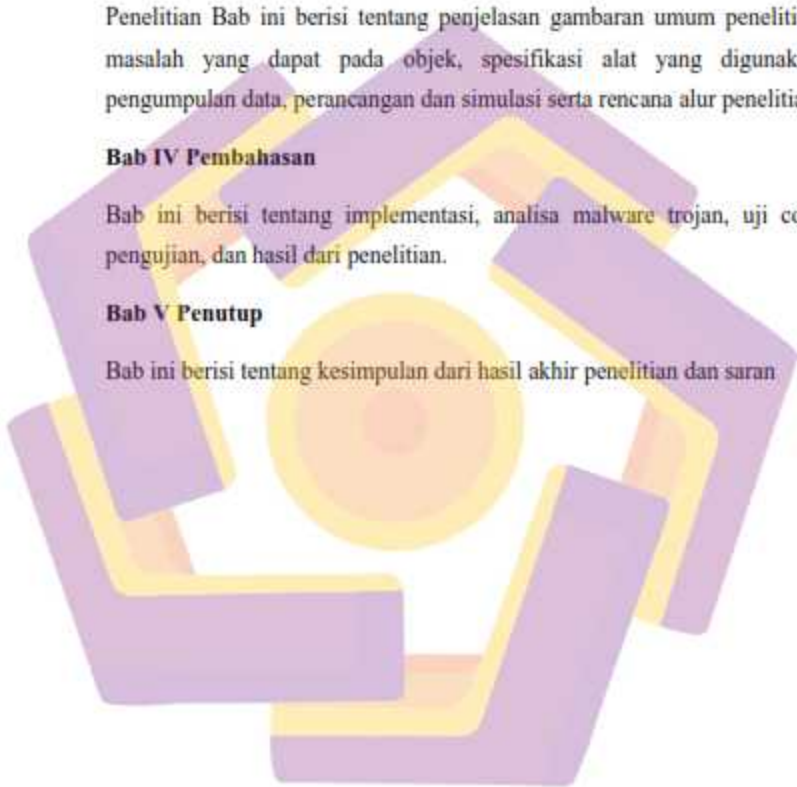 Penelitian Bab ini berisi tentang penjelasan gambaran umum peneliti
masalah yang dapat pada objek, spesifikasi alat yang digunak
pengumpulan data, perancangan dan simulasi serta rencana alur penelitia
Bab IV Pembahasan
Bab ini berisi tentang implementasi, analisa malware trojan, uji co
pengujian, dan hasil dari penelitian.
Bab V Penutup
Bab ini berisi tentang kesimpulan dari hasil akhir penelitian dan saran